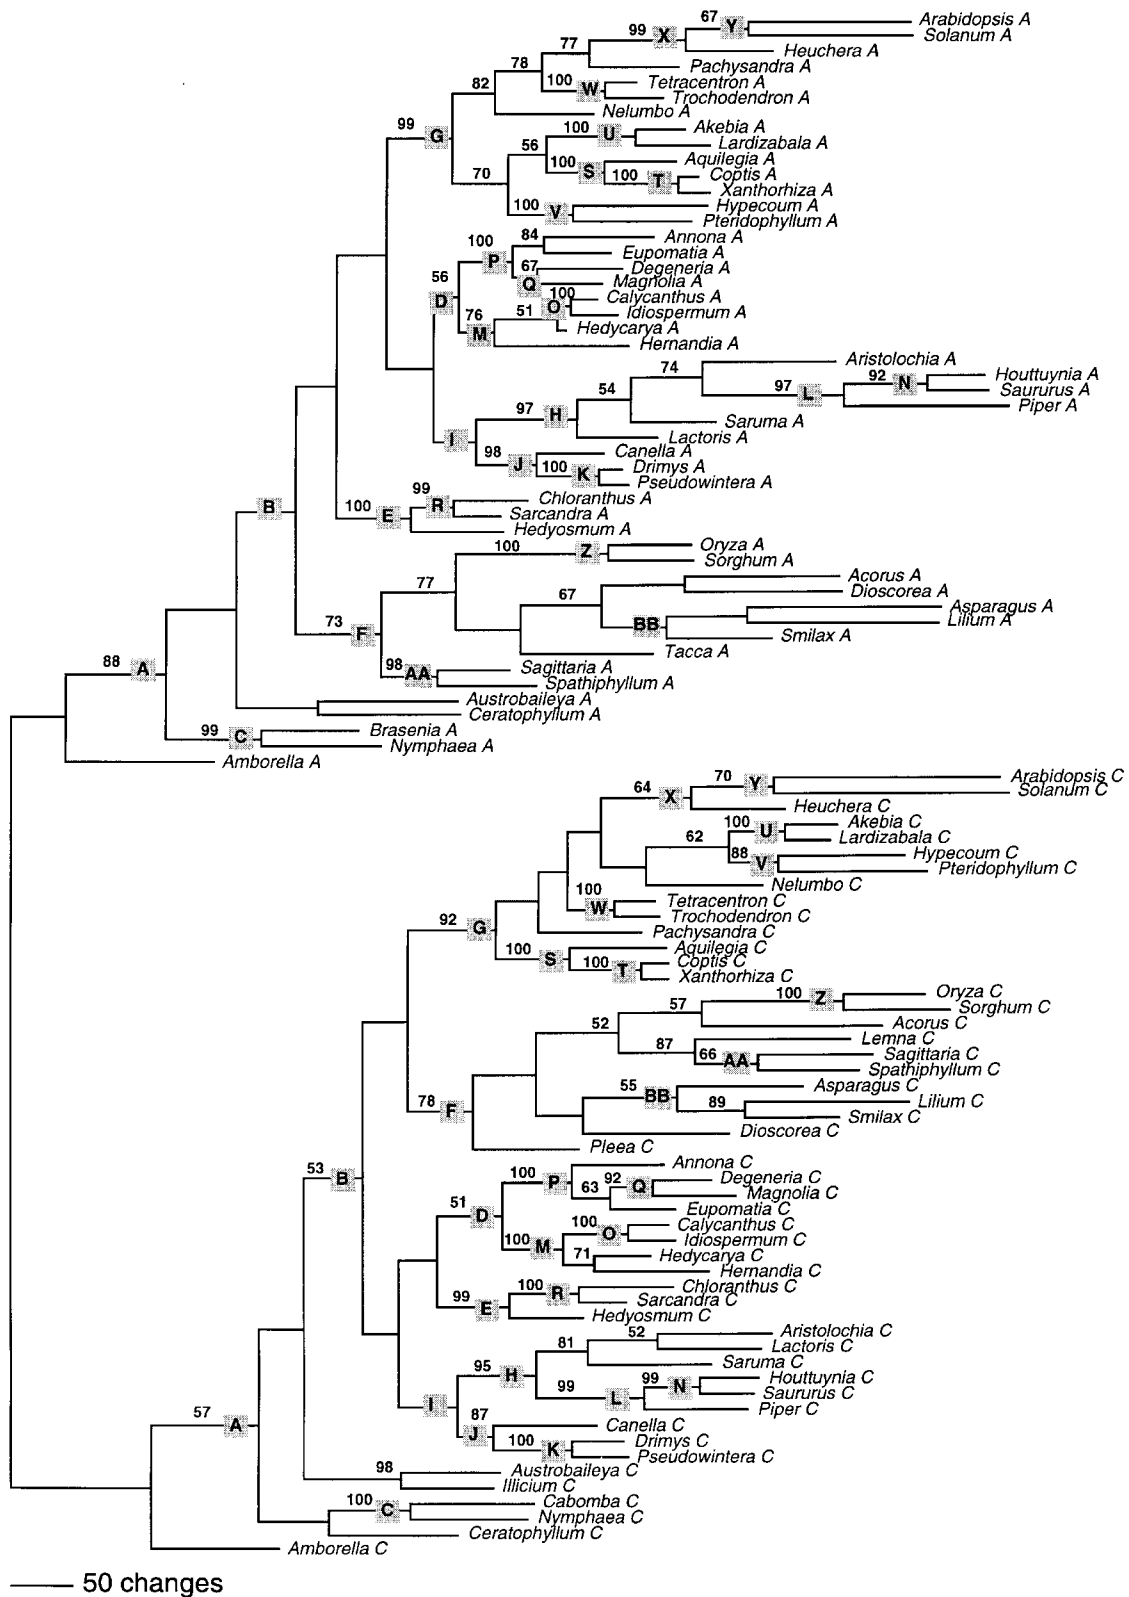 67 Y Arabidopsis A
99 X Solanum A
77 Heuchera A
78 Pachysandra A
82 100 W Tetracentron A
Trochodendron A
99 G Nelumbo A
100 U Akebia A
56 Lardizabala A
70 100 S Aquilegia A
100 T Coptis A
Xanthorhiza A
100 V Hypecoum A
Pteridophyllum A
84 Annona A
100 P Eupomatia A
67 Degeneria A
56 Q Magnolia A
D 100 O Calycanthus A
76 51 Idiospermum A
M Hedycarya A
Hernandia A
74 Aristolochia A
54 97 L 92 N Houttuynia A
Saururus A
97 H Piper A
Saruma A
I Lactoris A
98 J Canella A
100 K Drimys A
Pseudowintera A
B 99 R Chloranthus A
100 E Sarcandra A
Hedyosmum A
100 Z Oryza A
Sorghum A
77 Acorus A
67 Dioscorea A
Asparagus A
73 F BB Lilium A
Smilax A
Tacca A
88 A 98 AA Sagittaria A
Spathiphyllum A
Austrobaileya A
Ceratophyllum A
99 C Brasenia A
Nymphaea A
Amborella A
70 Y Arabidopsis C
64 X Solanum C
Heuchera C
100 U Akebia C
62 Lardizabala C
88 V Hypecoum C
Pteridophyllum C
Nelumbo C
100 W Tetracentron C
Trochodendron C
92 G Pachysandra C
100 S Aquilegia C
100 T Coptis C
Xanthorhiza C
100 Z Oryza C
57 Sorghum C
52 Acorus C
87 Lemna C
66 AA Sagittaria C
Spathiphyllum C
55 BB Asparagus C
78 F 89 Lilium C
Smilax C
Dioscorea C
Pleea C
53 B 100 P Annona C
63 92 Q Degeneria C
51 D Magnolia C
Eupomatia C
100 M 100 O Calycanthus C
Idiospermum C
71 Hedycarya C
Hernandia C
99 E 100 R Chloranthus C
Sarcandra C
Hedyosmum C
52 Aristolochia C
81 Lactoris C
95 H Saruma C
99 L 99 N Houttuynia C
Saururus C
I Piper C
57 A 87 J Canella C
100 K Drimys C
Pseudowintera C
98 Austrobaileya C
Illicium C
100 C Cabomba C
Nymphaea C
Ceratophyllum C
Amborella C
50 changes